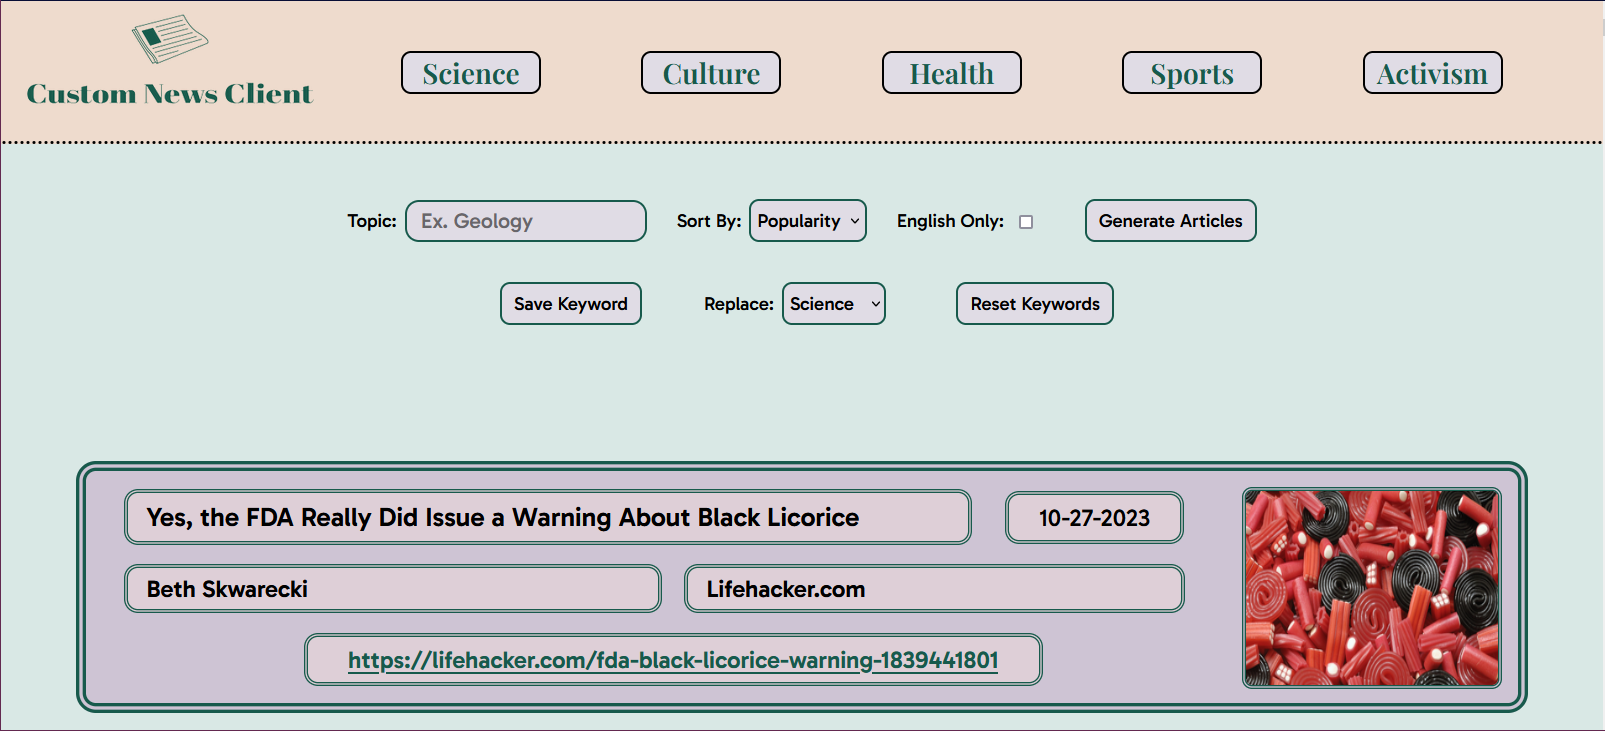 Custom News Client
Science
Culture
Health
Sports
Activism
Topic: Ex. Geology Sort By: Popularity English Only: Generate Articles
Save Keyword Replace: Science Reset Keywords
Yes, the FDA Really Did Issue a Warning About Black Licorice
10-27-2023
Beth Skwarecki
Lifehacker.com
https://lifehacker.com/fda-black-licorice-warning-1839441801